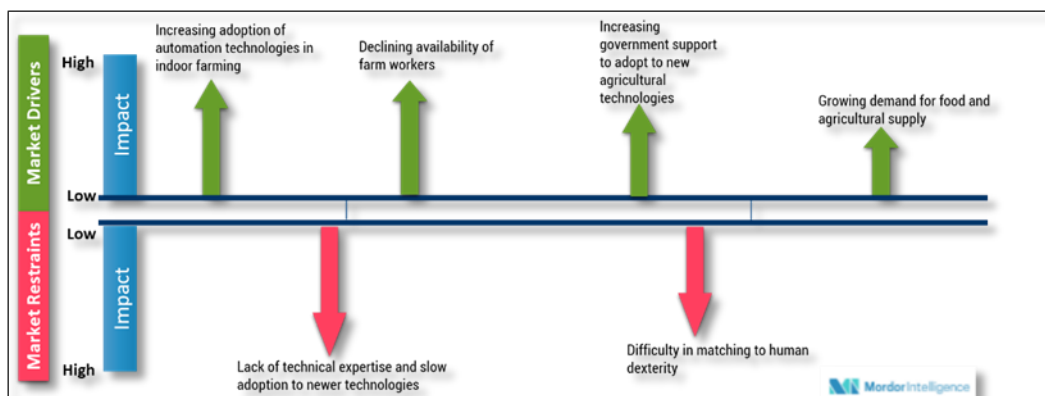 Market Drivers
High
Impact
Low
Increasing adoption of
automation technologies in
indoor farming
Declining availability of
farm workers
Increasing
government support
to adopt to new
agricultural
technologies
Growing demand for food and
agricultural supply
Market Restraints
Low
Impact
High
Lack of technical expertise and slow
adoption to newer technologies
Difficulty in matching to human
dexterity
MordorIntelligence